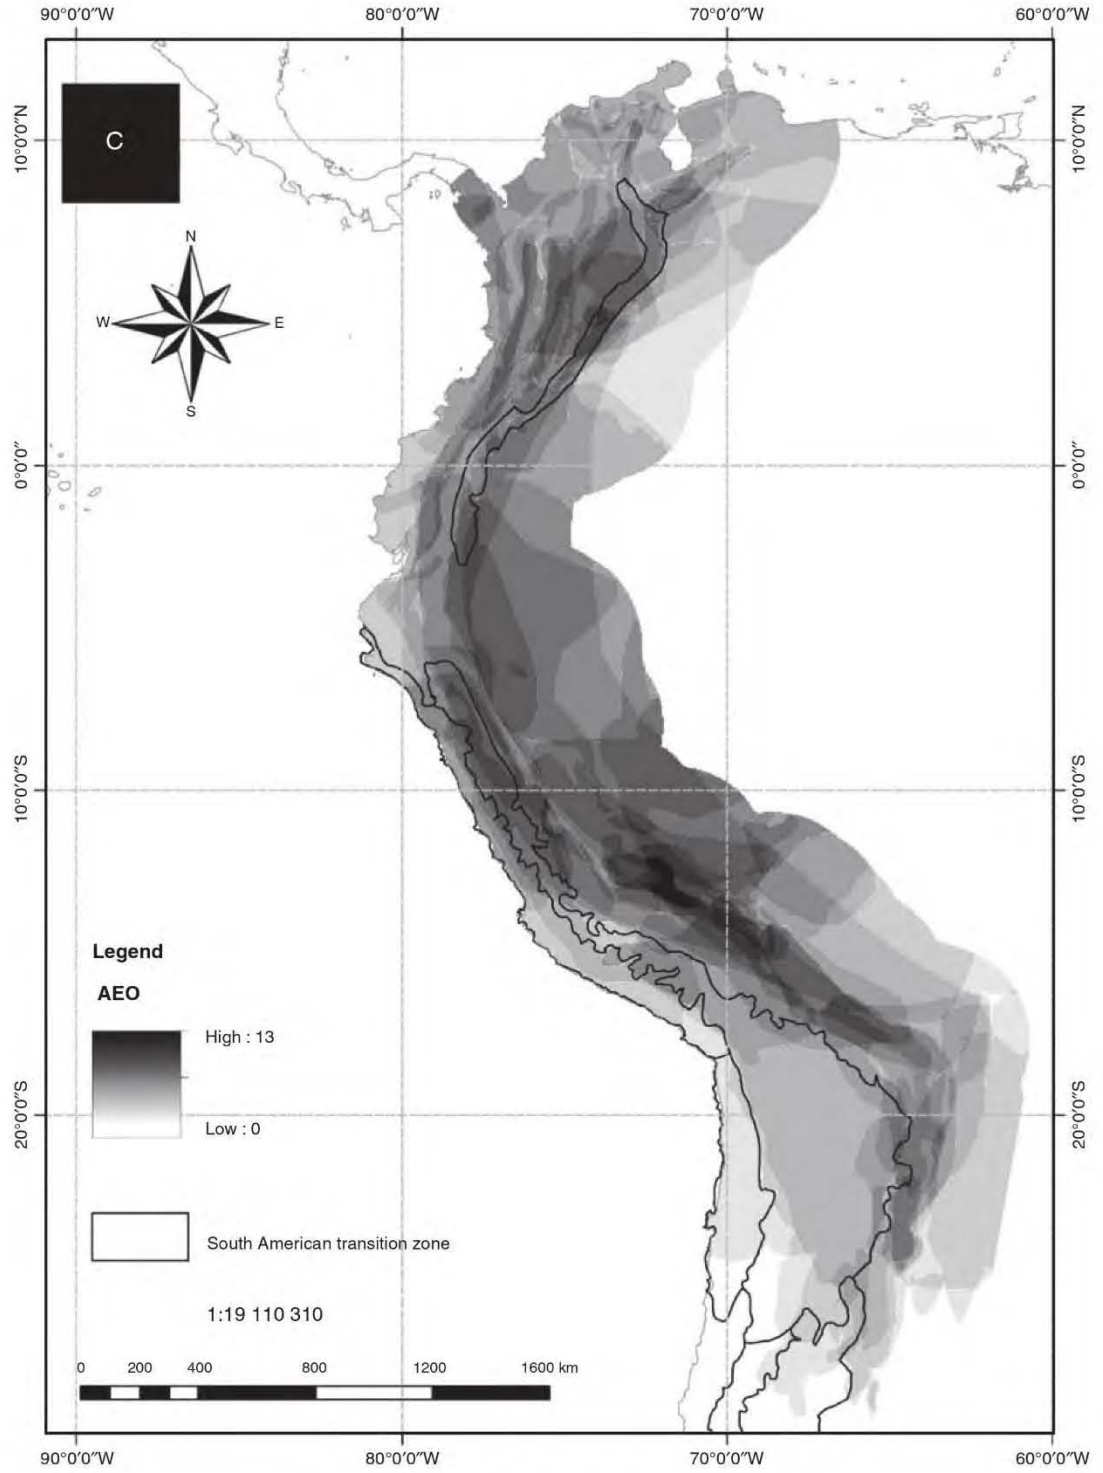 90°0'0"W 80°0'0"W 70°0'0"W 60°0'0"W
10°0'0"N
10°0'0"N
C
N
W E
S
0°0'0"
0°0'0"
10°0'0"S
10°0'0"S
Legend
AEO
High : 13
Low : 0
20°0'0"S
20°0'0"S
South American transition zone
1:19 110 310
0 200 400 800 1200 1600 km
90°0'0"W 80°0'0"W 70°0'0"W 60°0'0"W